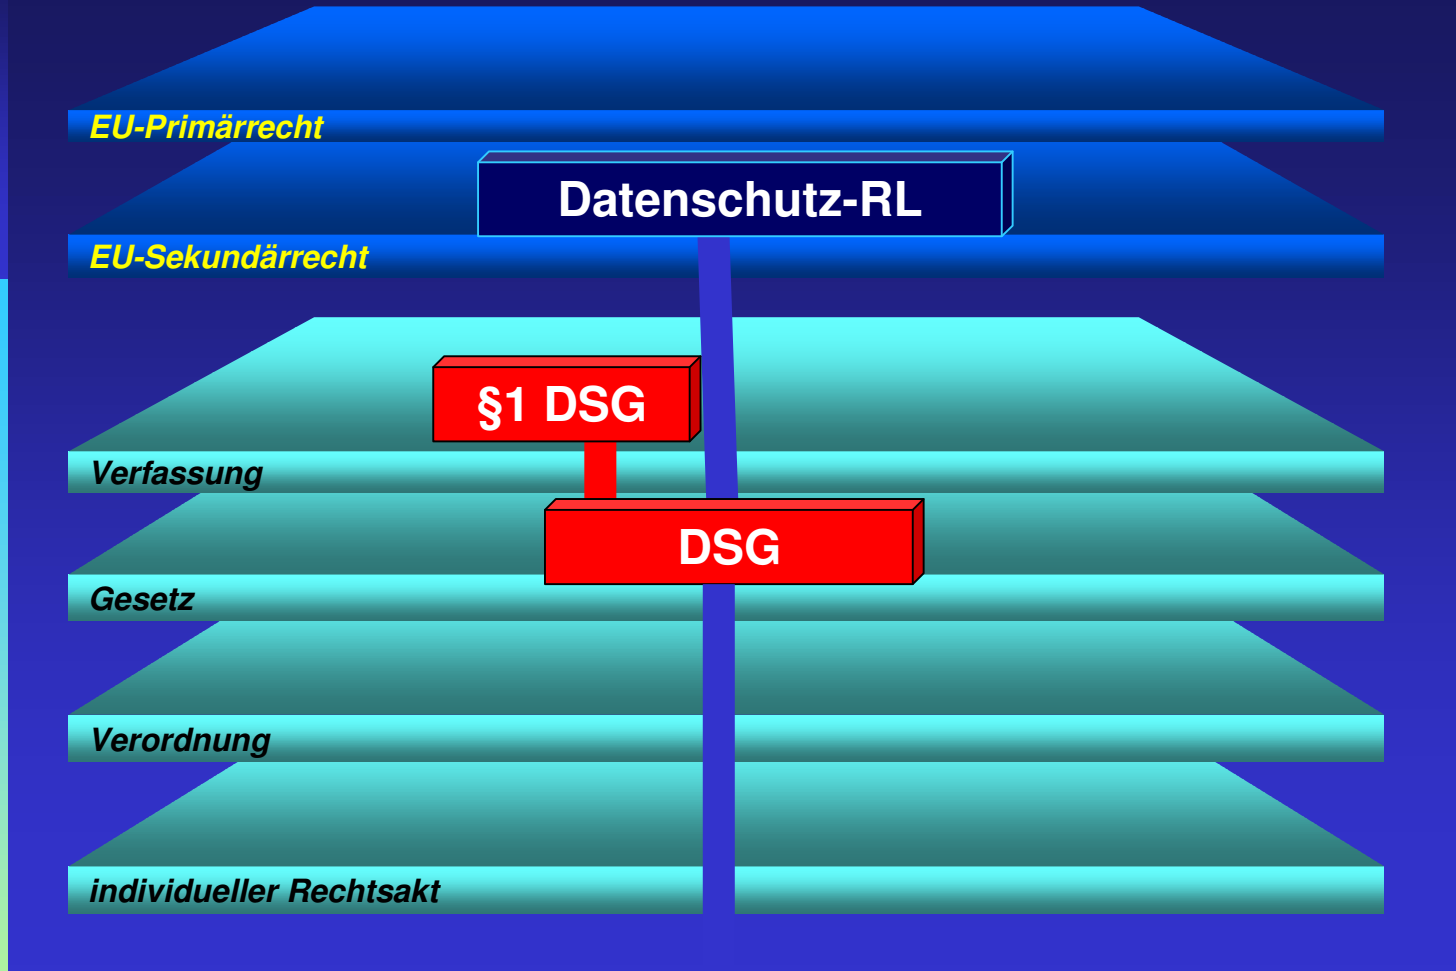 EU-Primärrecht
Datenschutz-RL
EU-Sekundärrecht
§1 DSG
Verfassung
DSG
Gesetz
Verordnung
individueller Rechtsakt